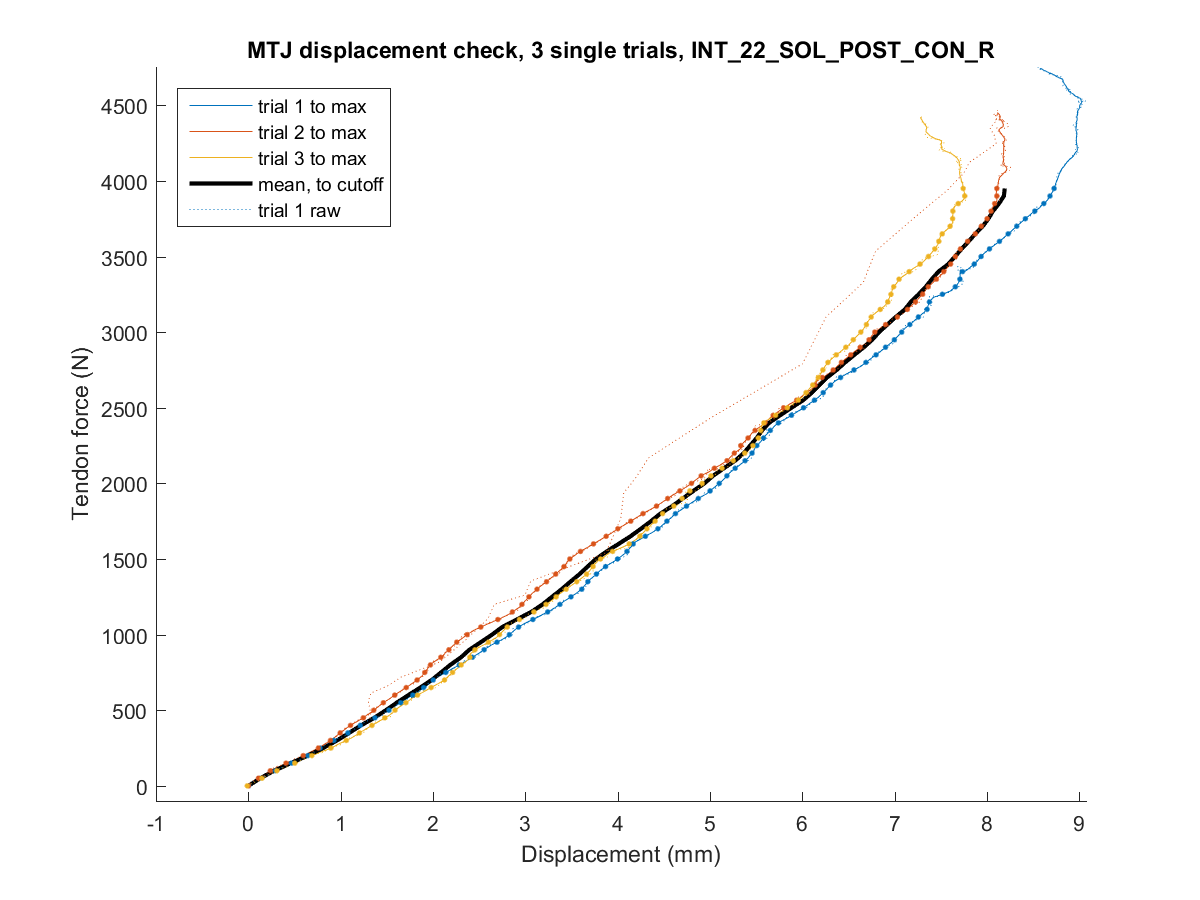 MTJ displacement check, 3 single trials, INT_22_SOL_POST_CON_R
trial 1 to max
trial 2 to max
trial 3 to max
mean, to cutoff
trial 1 raw
Tendon force (N)
4500
4000
3500
3000
2500
2000
1500
1000
500
0
-1 0 1 2 3 4 5 6 7 8 9
Displacement (mm)